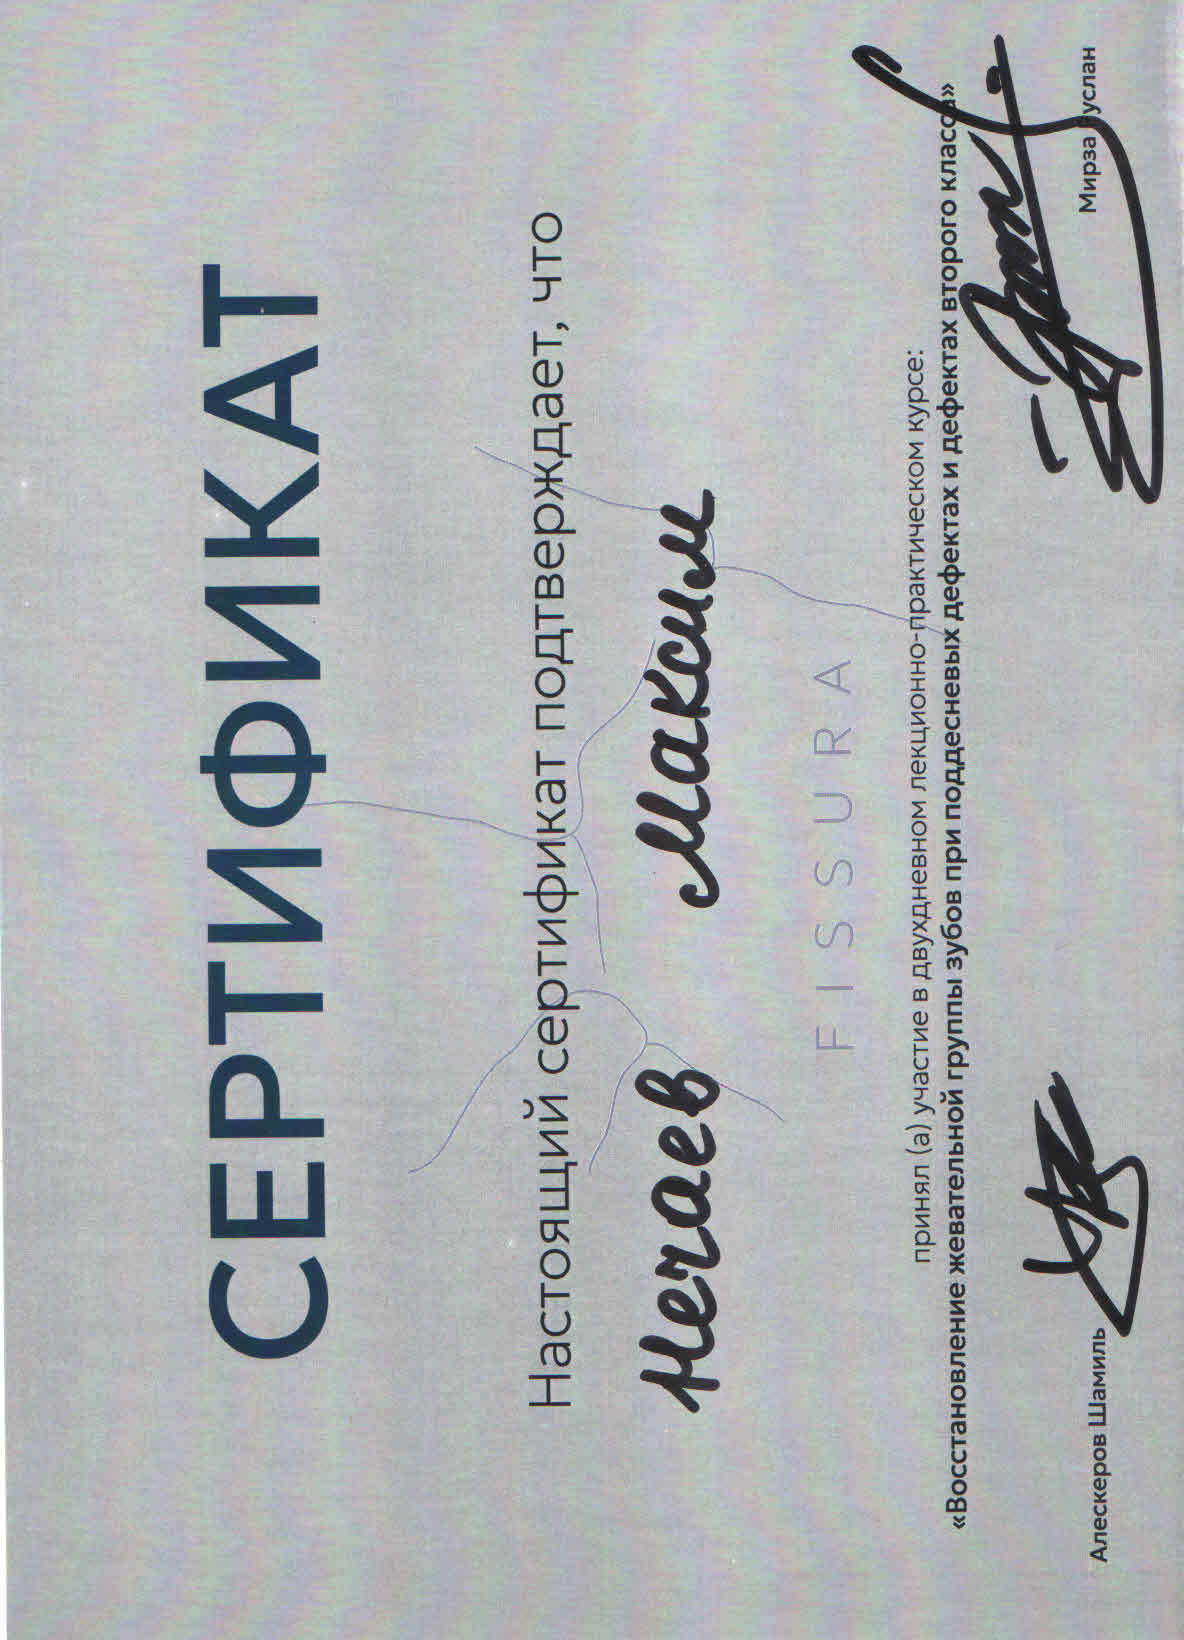 СЕРТИФИКАТ
Настоящий сертификат подтверждает, что
Нечаев Максим
FISSURA
принял (а) участие в двухдневном лекционно-практическом курсе:
«Восстановление жевательной группы зубов при поддесневых дефектах и дефектах второго класса»
Алескеров Шамиль
Мирза Руслан